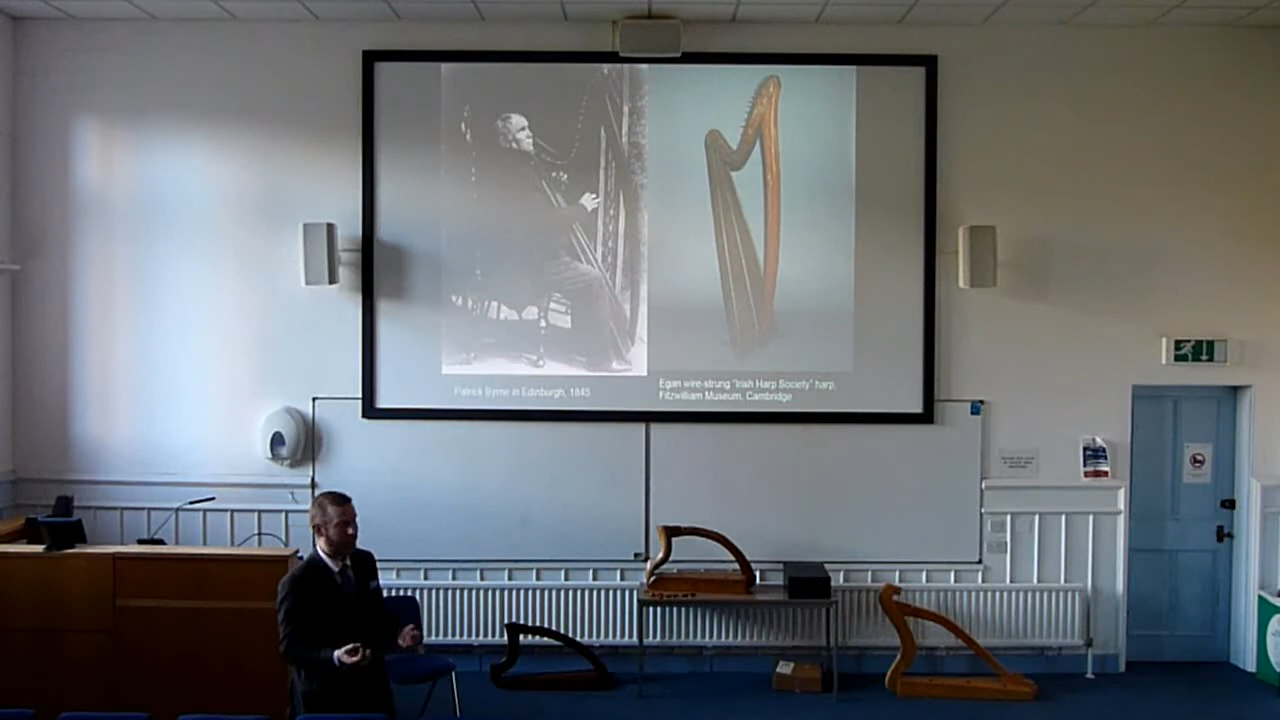 Patrick Byrne in Edinburgh, 1845
Egan wire-strung "Irish Harp Society" harp,
Fitzwilliam Museum, Cambridge